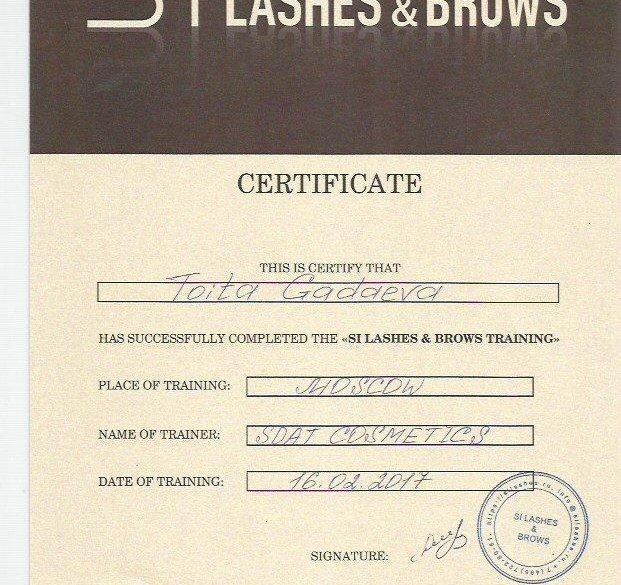 SI LASHES & BROWS
CERTIFICATE
THIS IS CERTIFY THAT
Toita Gadaeva
HAS SUCCESSFULLY COMPLETED THE «SI LASHES & BROWS TRAINING»
PLACE OF TRAINING: MOSCOW
NAME OF TRAINER: SDAT COSMETICS
DATE OF TRAINING: 16.02.2017
SIGNATURE:
SI LASHES
&
BROWS